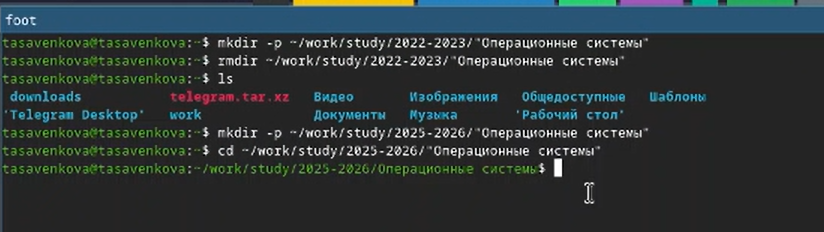 foot
tasavenkova@tasavenkova:~$ mkdir -p ~/work/study/2022-2023/"Операционные системы"
tasavenkova@tasavenkova:~$ rmdir ~/work/study/2022-2023/"Операционные системы"
tasavenkova@tasavenkova:~$ ls
downloads telegram.tar.xz Видео Изображения Общедоступные Шаблоны
'Telegram Desktop' work Документы Музыка 'Рабочий стол'
tasavenkova@tasavenkova:~$ mkdir -p ~/work/study/2025-2026/"Операционные системы"
tasavenkova@tasavenkova:~$ cd ~/work/study/2025-2026/"Операционные системы"
tasavenkova@tasavenkova:~/work/study/2025-2026/Операционные системы$